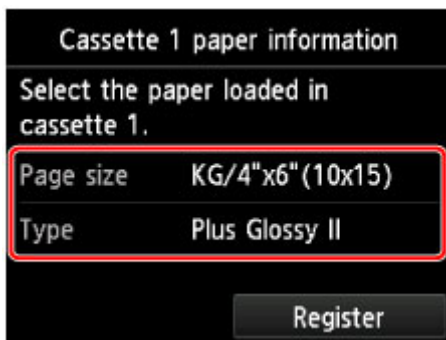 Cassette 1 paper information
Select the paper loaded in
cassette 1.
Page size KG/4"x6"(10x15)
Type Plus Glossy II
Register